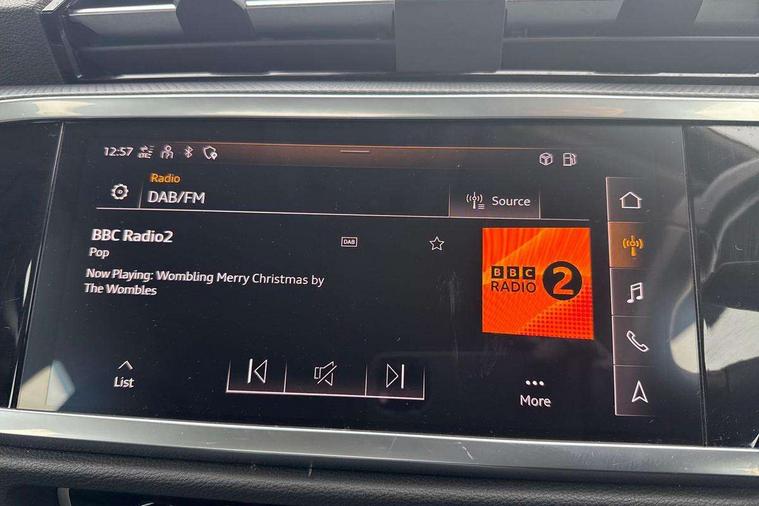 12:57
Radio
DAB/FM
Source
BBC Radio2
DAB
Pop
Now Playing: Wombling Merry Christmas by
The Wombles
BBC
RADIO 2
List
More